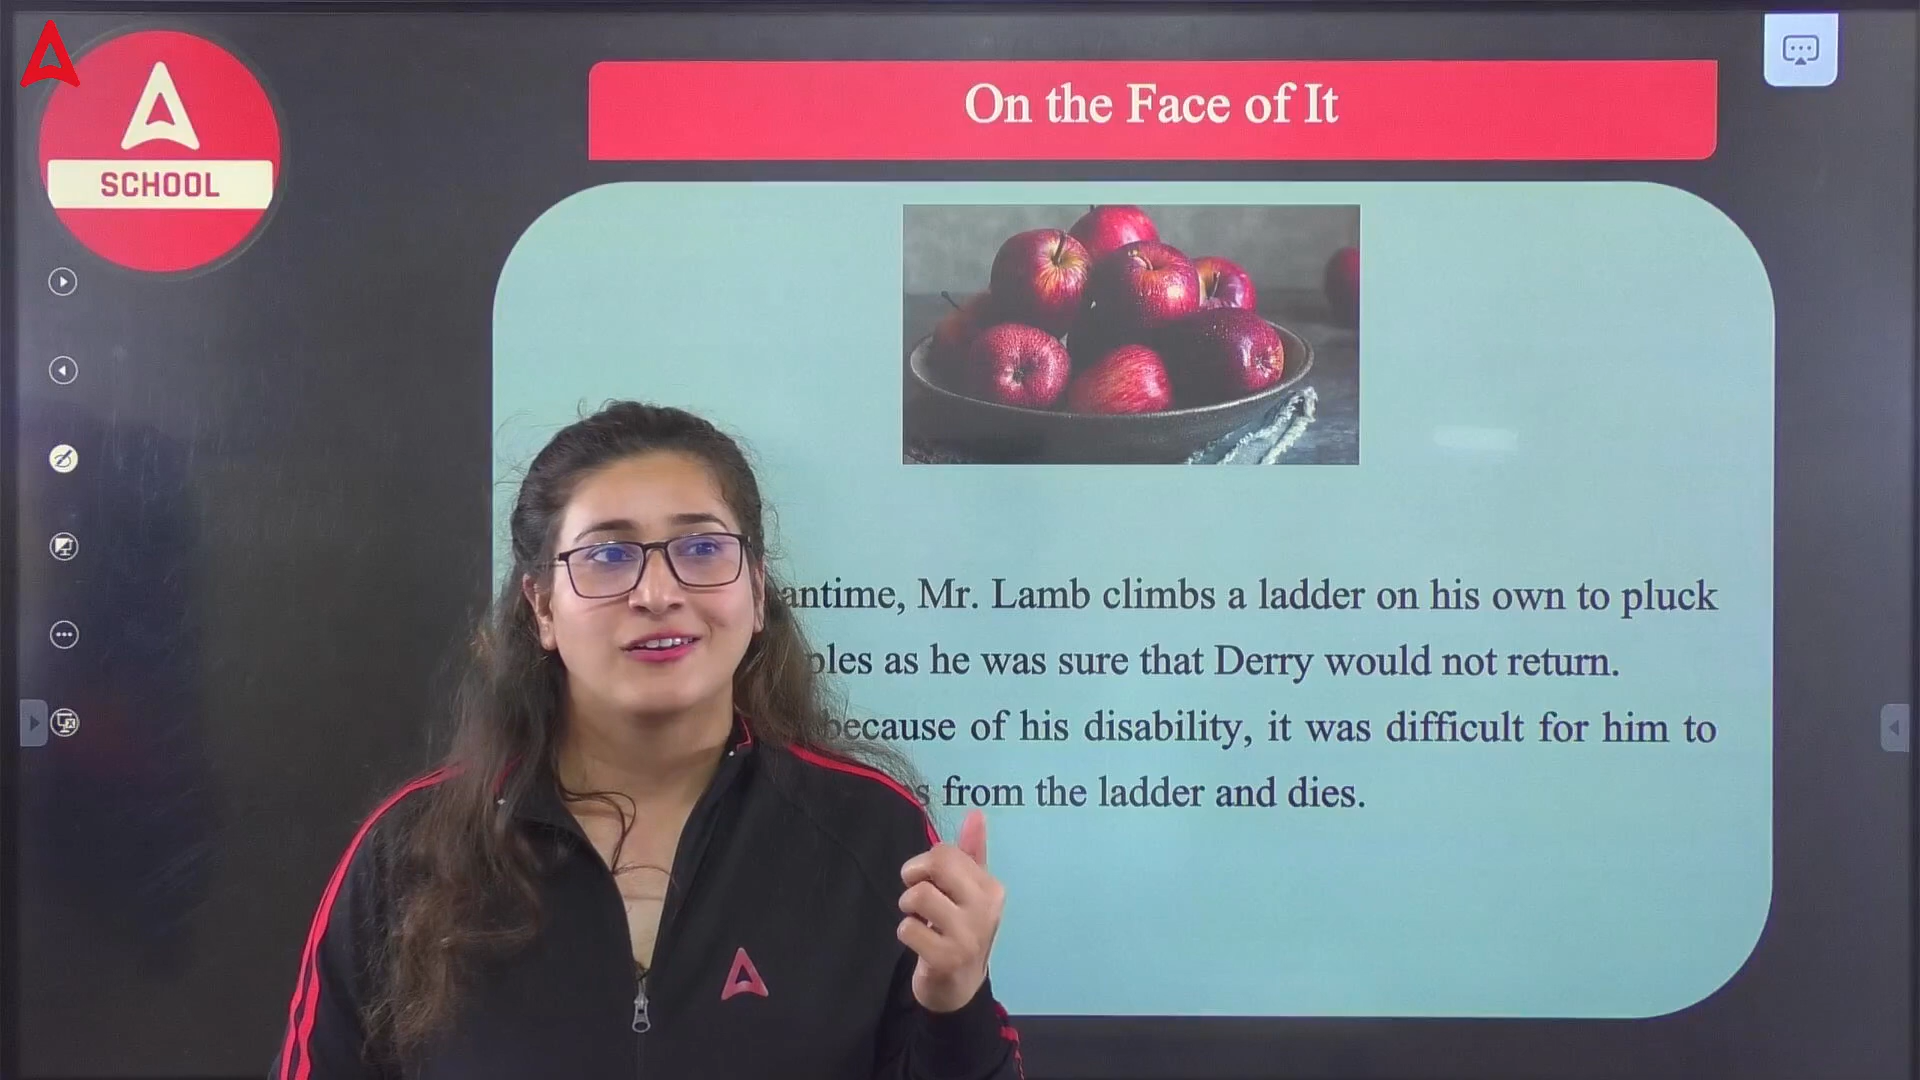 SCHOOL
On the Face of It
Mr. Lamb climbs a ladder on his own to pluck
as he was sure that Derry would not return.
because of his disability, it was difficult for him to
from the ladder and dies.